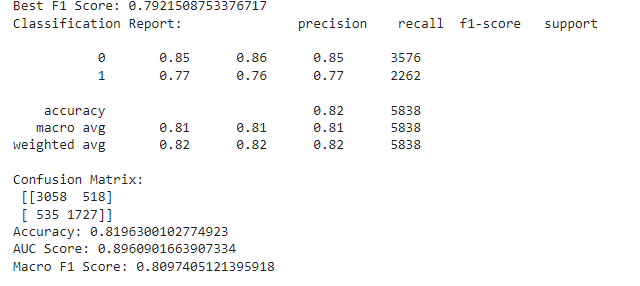 Best F1 Score: 0.7921508753376717
Classification Report:               precision    recall  f1-score   support

           0       0.85      0.86      0.85      3576
           1       0.77      0.76      0.77      2262

    accuracy                           0.82      5838
   macro avg       0.81      0.81      0.81      5838
weighted avg       0.82      0.82      0.82      5838

Confusion Matrix:
 [[3058  518]
 [ 535 1727]]
Accuracy: 0.8196300102774923
AUC Score: 0.8960901663907334
Macro F1 Score: 0.8097405121395918